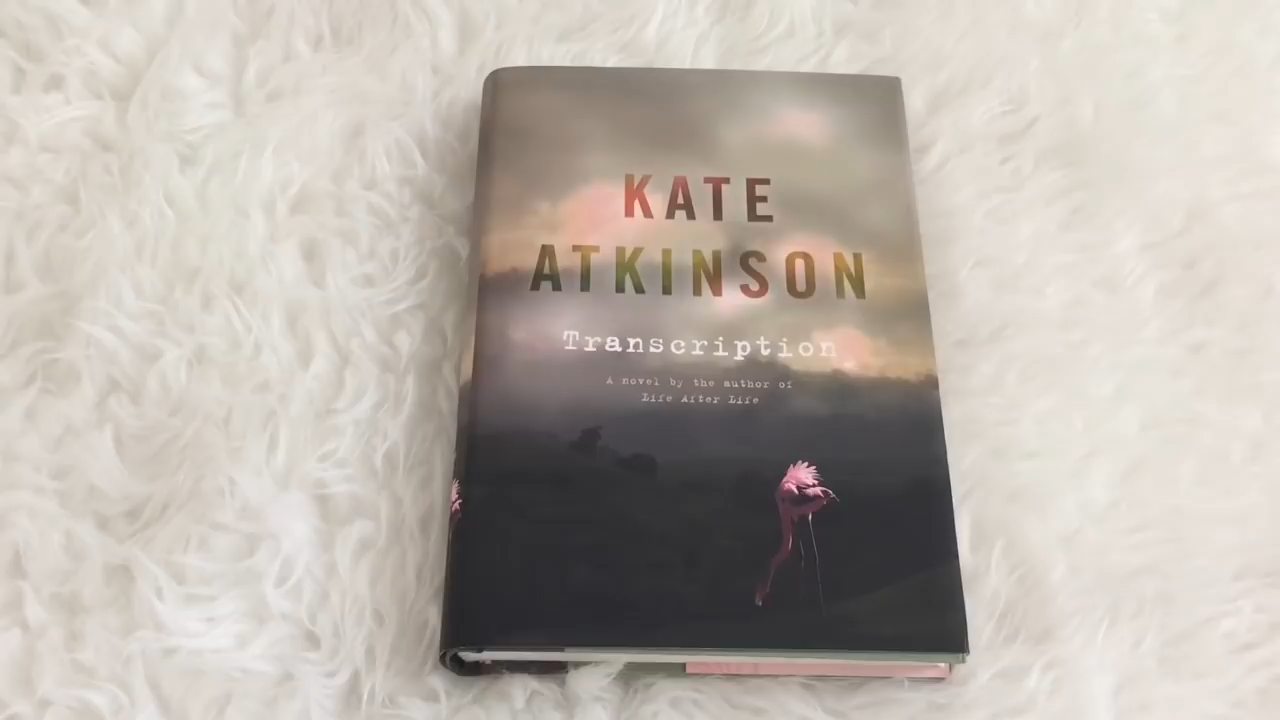 KATE
ATKINSON
Transcription
A novel by the author of
Life After Life